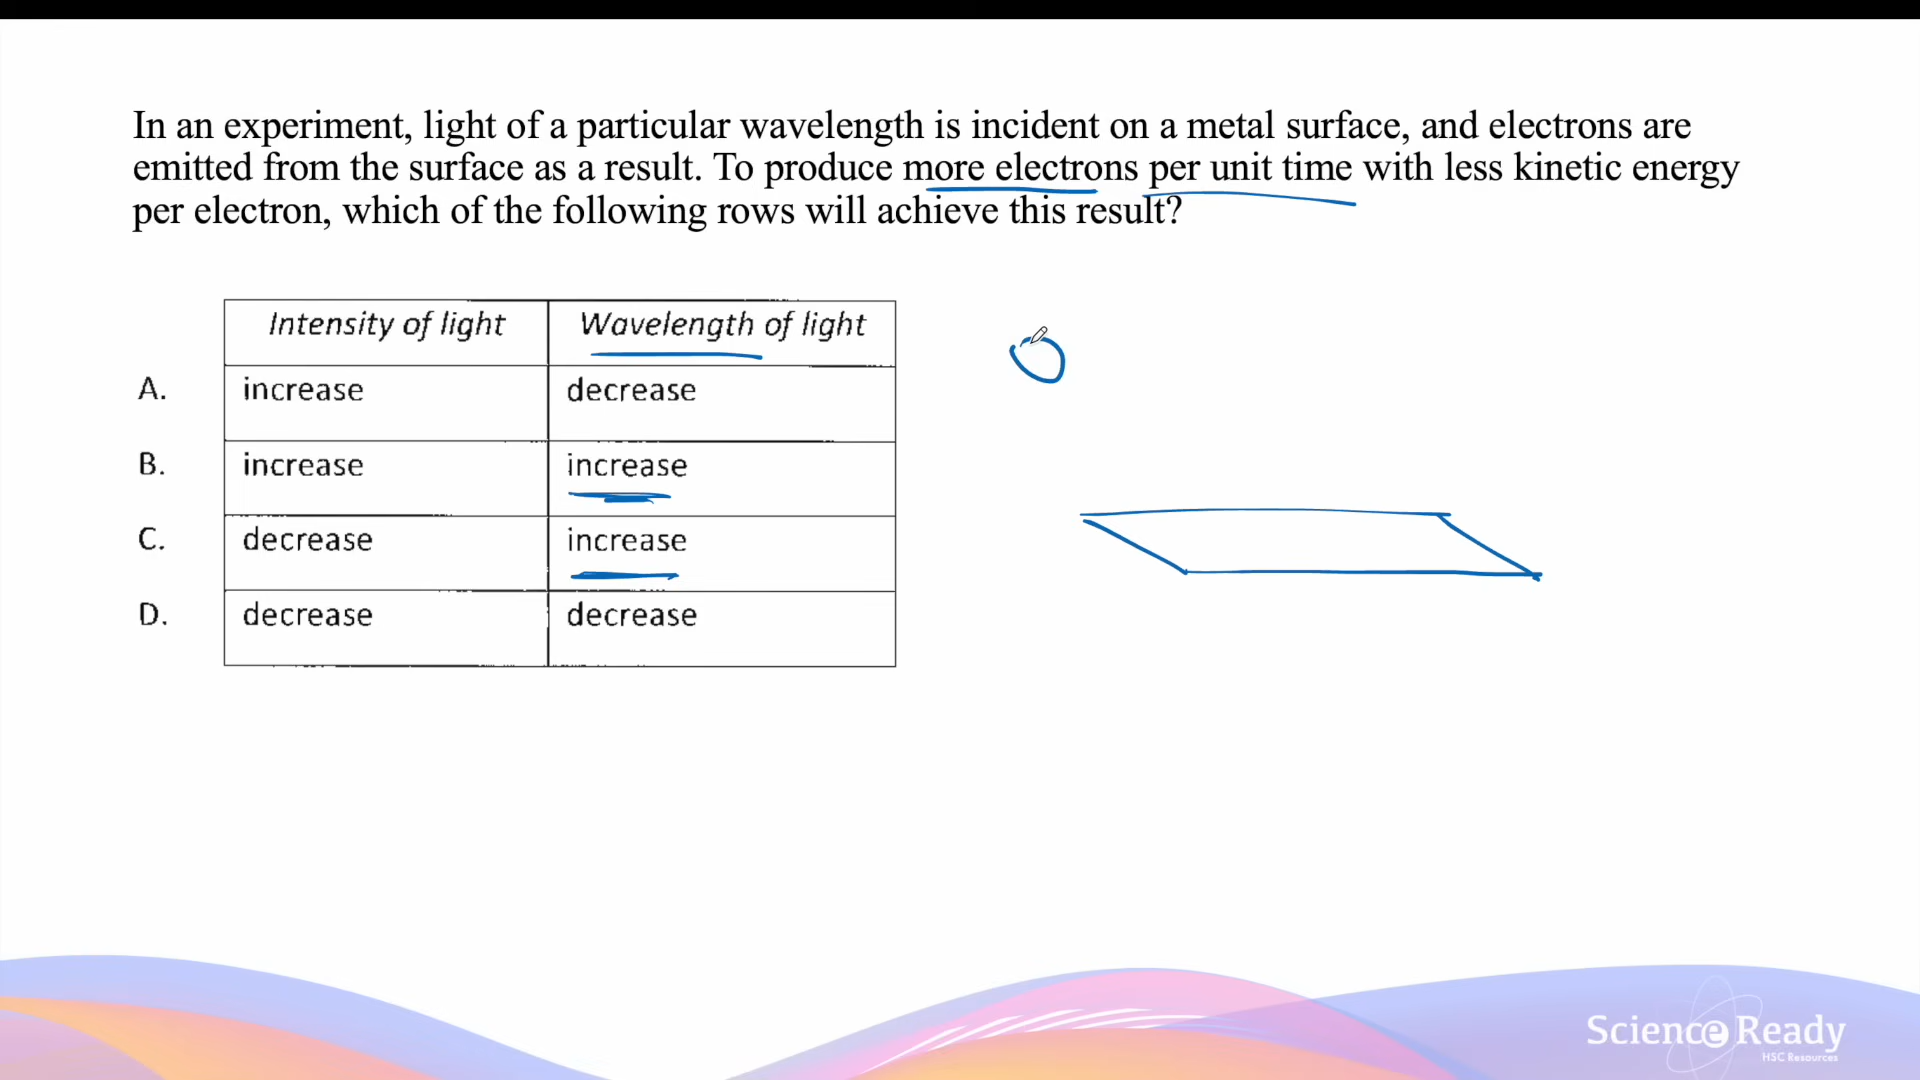 In an experiment, light of a particular wavelength is incident on a metal surface, and electrons are
emitted from the surface as a result. To produce more electrons per unit time with less kinetic energy
per electron, which of the following rows will achieve this result?
Intensity of light Wavelength of light
A. increase decrease
B. increase increase
C. decrease increase
D. decrease decrease
Science Ready
HSC Resources